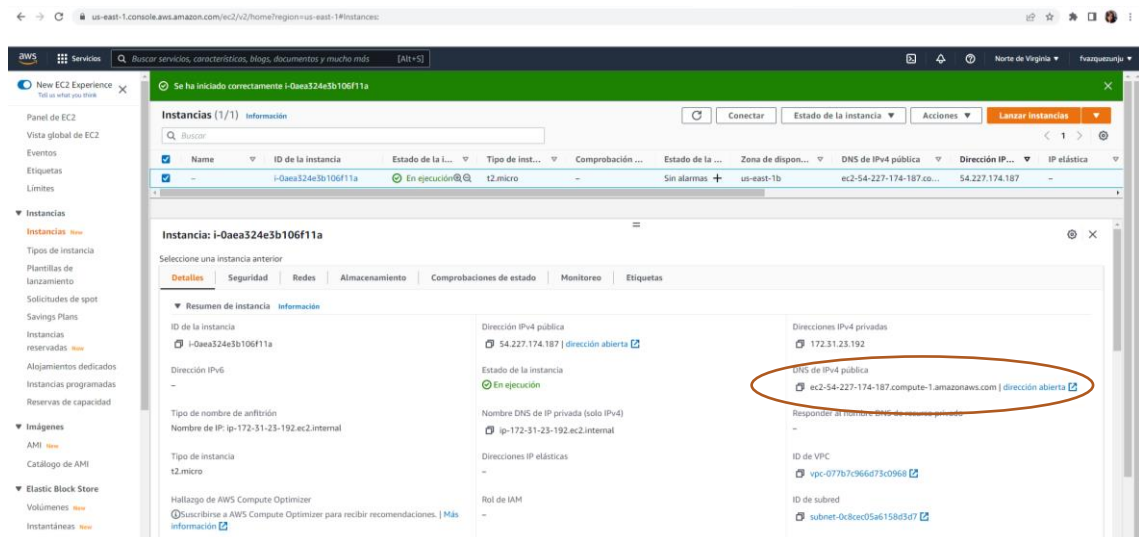 us-east-1.console.aws.amazon.com/ec2/v2/home?region=us-east-1#Instances:
aws Servicios Buscar servicios, características, blogs, documentos y mucho más [Alt+S] Norte de Virginia fvazquezunju
New EC2 Experience
Tell us what you think
Se ha iniciado correctamente i-0aea324e3b106f11a
Panel de EC2
Vista global de EC2
Eventos
Etiquetas
Límites
Instancias
Instancias New
Tipos de instancia
Plantillas de
lanzamiento
Solicitudes de spot
Savings Plans
Instancias
reservadas New
Alojamientos dedicados
Instancias programadas
Reservas de capacidad
Imágenes
AMI New
Catálogo de AMI
Elastic Block Store
Volúmenes New
Instantáneas New
Instancias (1/1) Información Conectar Estado de la instancia Acciones Lanzar instancias
Buscar 1
Name ID de la instancia Estado de la i... Tipo de inst... Comprobación ... Estado de la ... Zona de dispon... DNS de IPv4 pública Dirección IP... IP elástica
– i-0aea324e3b106f11a En ejecución t2.micro – Sin alarmas + us-east-1b ec2-54-227-174-187.co... 54.227.174.187 –
Instancia: i-0aea324e3b106f11a
Seleccione una instancia anterior
Detalles Seguridad Redes Almacenamiento Comprobaciones de estado Monitoreo Etiquetas
Resumen de instancia Información
ID de la instancia Dirección IPv4 pública Direcciones IPv4 privadas
i-0aea324e3b106f11a 54.227.174.187 | dirección abierta 172.31.23.192
Dirección IPv6 Estado de la instancia DNS de IPv4 pública
– En ejecución ec2-54-227-174-187.compute-1.amazonaws.com | dirección abierta
Tipo de nombre de anfitrión Nombre DNS de IP privada (solo IPv4) Responder al nombre DNS de recurso privado
Nombre de IP: ip-172-31-23-192.ec2.internal ip-172-31-23-192.ec2.internal –
Tipo de instancia Direcciones IP elásticas ID de VPC
t2.micro – vpc-077b7c966d73c0968
Hallazgo de AWS Compute Optimizer Rol de IAM ID de subred
Suscribirse a AWS Compute Optimizer para recibir recomendaciones. | Más – subnet-0c8cec05a6158d3d7
información